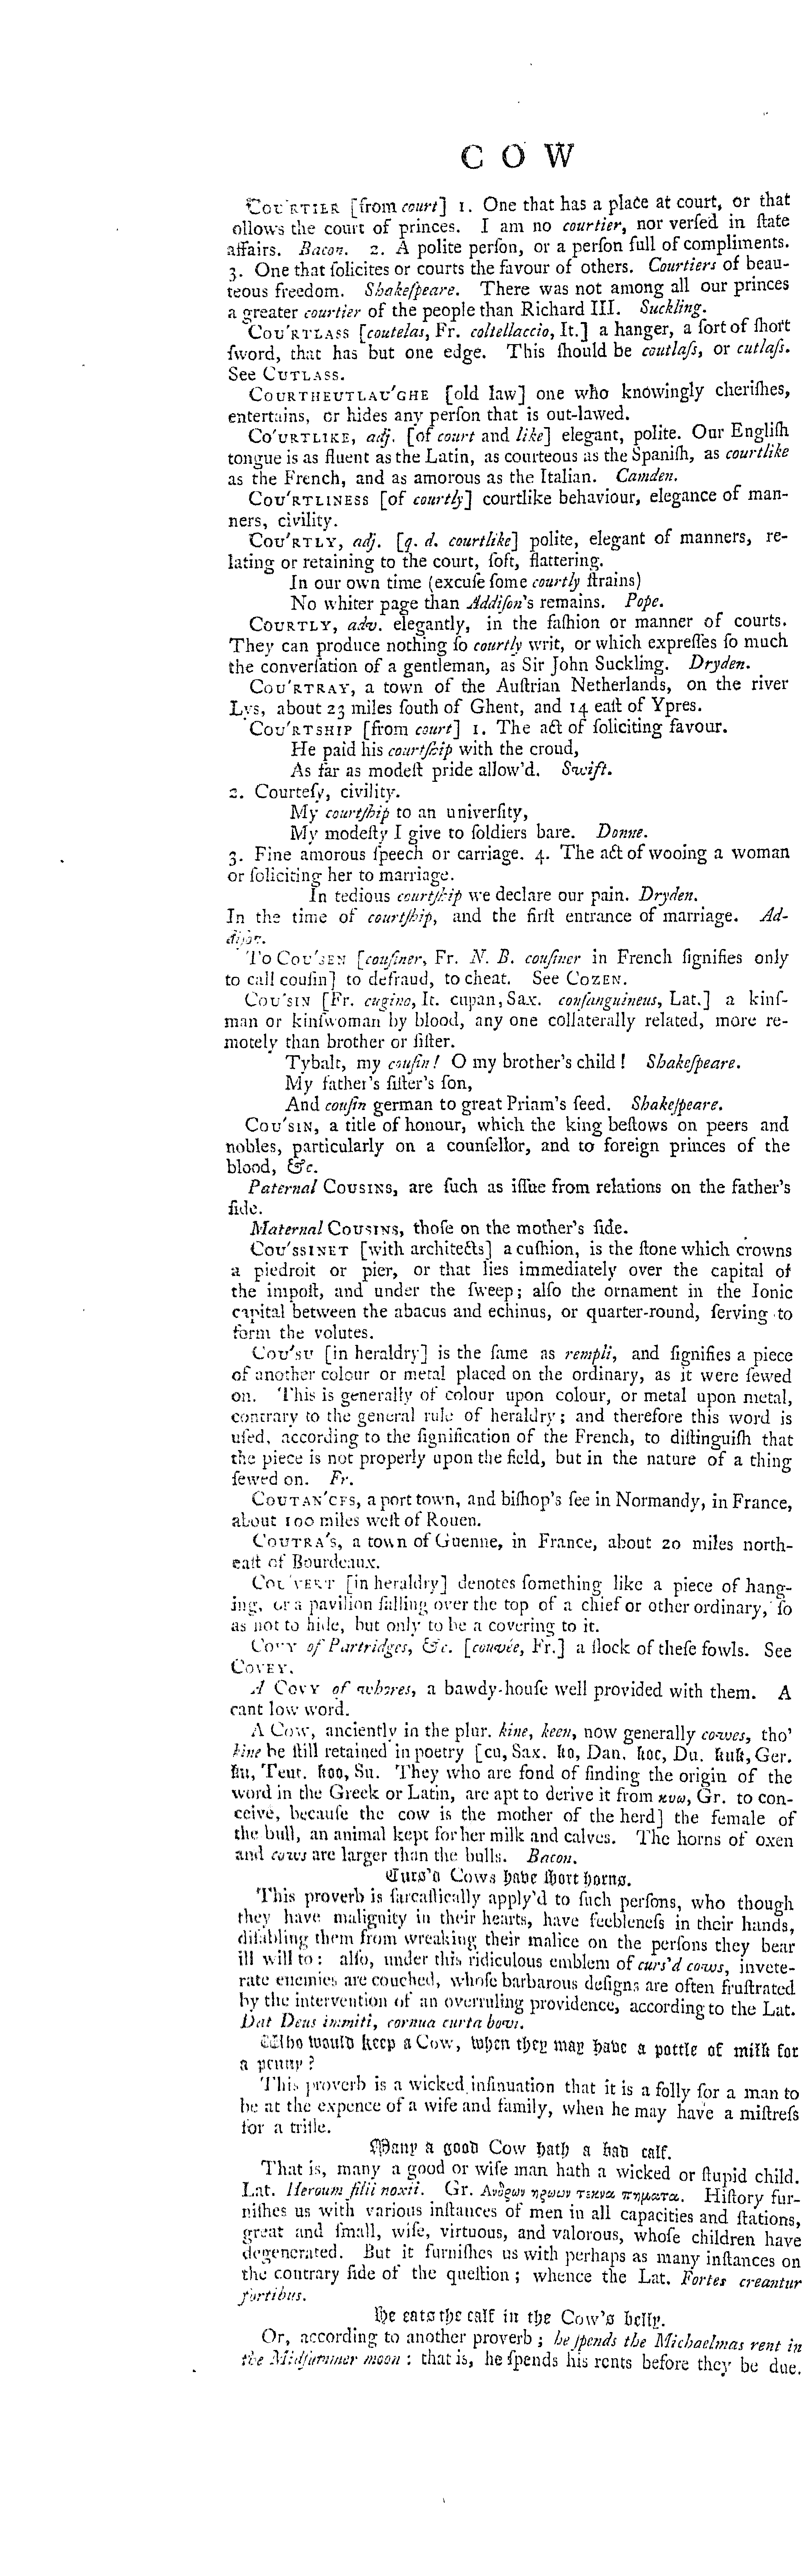 C O W
COU'RTIER [from court] 1. One that has a place at court, or that
ollows the court of princes. I am no courtier, nor verſed in ſtate
affairs. Bacon. 2. A polite perſon, or a perſon full of compliments.
3. One that ſolicites or courts the favour of others. Courtiers of beau-
teous freedom. Shakeſpeare. There was not among all our princes
a greater courtier of the people than Richard III. Suckling.
COU'RTLASS [coutelas, Fr. coltellaccio, It.] a hanger, a ſort of ſhort
ſword, that has but one edge. This ſhould be coutlaſs, or cutlaſs.
See CUTLASS.
COURTHEUTLAU'GHE [old law] one who knowingly cheriſhes,
entertains, or hides any perſon that is out-lawed.
CO'URTLIKE, adj. [of court and like] elegant, polite. Our Engliſh
tongue is as fluent as the Latin, as courteous as the Spaniſh, as courtlike
as the French, and as amorous as the Italian. Camden.
COU'RTLINESS [of courtly] courtlike behaviour, elegance of man-
ners, civility.
COU'RTLY, adj. [q. d. courtlike] polite, elegant of manners, re-
lating or retaining to the court, ſoft, flattering.
In our own time (excuſe ſome courtly ſtrains)
No whiter page than Addiſon's remains. Pope.
COURTLY, adv. elegantly, in the faſhion or manner of courts.
They can produce nothing ſo courtly writ, or which expreſſes ſo much
the converſation of a gentleman, as Sir John Suckling. Dryden.
COU'RTRAY, a town of the Auſtrian Netherlands, on the river
Lys, about 23 miles ſouth of Ghent, and 14 eaſt of Ypres.
COU'RTSHIP [from court] 1. The act of ſoliciting favour.
He paid his courtſhip with the croud,
As far as modeſt pride allow'd. Swift.
2. Courteſy, civility.
My courtſhip to an univerſity,
My modeſty I give to ſoldiers bare. Donne.
3. Fine amorous ſpeech or carriage. 4. The act of wooing a woman
or ſoliciting her to marriage.
In tedious courtſhip we declare our pain. Dryden.
In the time of courtſhip, and the firſt entrance of marriage. Ad-
diſon.
To COU'SEN [couſiner, Fr. N. B. couſiner in French ſignifies only
to call couſin] to defraud, to cheat. See COZEN.
COU'SIN [Fr. cugino, It. cupan, Sax. conſanguineus, Lat.] a kinſ-
man or kinſwoman by blood, any one collaterally related, more re-
motely than brother or ſiſter.
Tybalt, my couſin! O my brother's child! Shakeſpeare.
My father's ſiſter's ſon,
And couſin german to great Priam's ſeed. Shakeſpeare.
COU'SIN, a title of honour, which the king beſtows on peers and
nobles, particularly on a counſellor, and to foreign princes of the
blood, &c.
Paternal COUSINS, are ſuch as iſſue from relations on the father's
ſide.
Maternal COUSINS, thoſe on the mother's ſide.
COU'SSINET [with architects] a cuſhion, is the ſtone which crowns
a piedroit or pier, or that lies immediately over the capital of
the impoſt, and under the ſweep; alſo the ornament in the Ionic
capital between the abacus and echinus, or quarter-round, ſerving to
form the volutes.
COU'SU [in heraldry] is the ſame as rempli, and ſignifies a piece
of another colour or metal placed on the ordinary, as it were ſewed
on. This is generally of colour upon colour, or metal upon metal,
contrary to the general rule of heraldry; and therefore this word is
uſed, according to the ſignification of the French, to diſtinguiſh that
the piece is not properly upon the field, but in the nature of a thing
ſewed on. Fr.
COUTAN'CES, a port town, and biſhop's ſee in Normandy, in France,
about 100 miles weſt of Rouen.
COUTRA'S, a town of Guenne, in France, about 20 miles north-
eaſt of Bourdeaux.
COU'VERT [in heraldry] denotes ſomething like a piece of hang-
ing, or a pavilion falling over the top of a chief or other ordinary, ſo
as not to hide, but only to be a covering to it.
COVY of Partridges, &c. [couvée, Fr.] a flock of theſe fowls. See
COVEY.
A COVY of whores, a bawdy-houſe well provided with them. A
cant low word.
A COW, anciently in the plur. kine, keen, now generally cowes, tho'
kine be ſtill retained in poetry [cu, Sax. ko, Dan. koc, Du. kuk, Ger.
ku, Teut. koo, Su. They who are fond of finding the origin of the
word in the Greek or Latin, are apt to derive it from κυω, Gr. to con-
ceive, becauſe the cow is the mother of the herd] the female of
the bull, an animal kept for her milk and calves. The horns of oxen
and cows are larger than the bulls. Bacon.
Curs'd Cows have ſhort horns.
This proverb is ſarcaſtically apply'd to ſuch perſons, who though
they have malignity in their hearts, have feebleneſs in their hands,
diſabling them from wreaking their malice on the perſons they bear
ill will to: alſo, under this ridiculous emblem of curs'd cows, invete-
rate enemies are couched, whoſe barbarous deſigns are often fruſtrated
by the intervention of an overruling providence, according to the Lat.
Dat Deus inmiti, cornua curta bovi.
Who would keep a Cow, when they may have a pottle of milk for
a penny?
This proverb is a wicked inſinuation that it is a folly for a man to
be at the expence of a wife and family, when he may have a miſtreſs
for a trifle.
Many a good Cow hath a bad calf.
That is, many a good or wiſe man hath a wicked or ſtupid child.
Lat. Heroum filii noxii. Gr. Ανδρων ηρωων τεκνα πηματα. Hiſtory fur-
niſhes us with various inſtances of men in all capacities and ſtations,
great and ſmall, wiſe, virtuous, and valorous, whoſe children have
degenerated. But it furniſhes us with perhaps as many inſtances on
the contrary ſide of the queſtion; whence the Lat. Fortes creantur
fortibus.
He eats the calf in the Cow's belly.
Or, according to another proverb; he ſpends the Michaelmas rent in
the Midſummer moon: that is, he ſpends his rents before they be due.